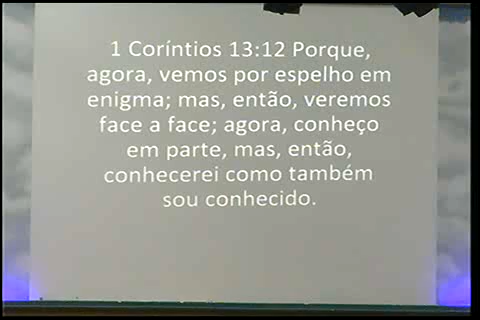 1 Coríntios 13:12 Porque,
agora, vemos por espelho em
enigma; mas, então, veremos
face a face; agora, conheço
em parte, mas, então,
conhecerei como também
sou conhecido.